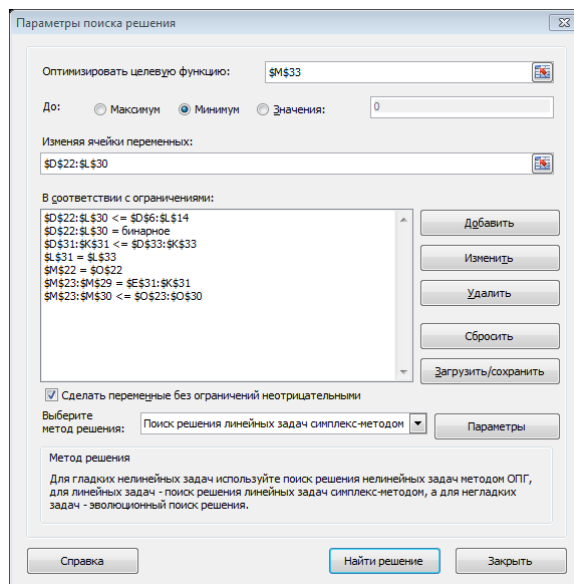 Параметры поиска решения
Оптимизировать целевую функцию:
$M$33
До:
Максимум
Минимум
Значения:
0
Изменяя ячейки переменных:
$D$22:$L$30
В соответствии с ограничениями:
$D$22:$L$30 <= $D$6:$L$14
$D$22:$L$30 = бинарное
$D$31:$K$31 <= $D$33:$K$33
$L$31 = $L$33
$M$22 = $O$22
$M$23:$M$29 = $E$31:$K$31
$M$23:$M$30 <= $O$23:$O$30
Добавить
Изменить
Удалить
Сбросить
Загрузить/сохранить
Сделать переменные без ограничений неотрицательными
Выберите
метод решения:
Поиск решения линейных задач симплекс-методом
Параметры
Метод решения
Для гладких нелинейных задач используйте поиск решения нелинейных задач методом ОПГ,
для линейных задач - поиск решения линейных задач симплекс-методом, а для негладких
задач - эволюционный поиск решения.
Справка
Найти решение
Закрыть